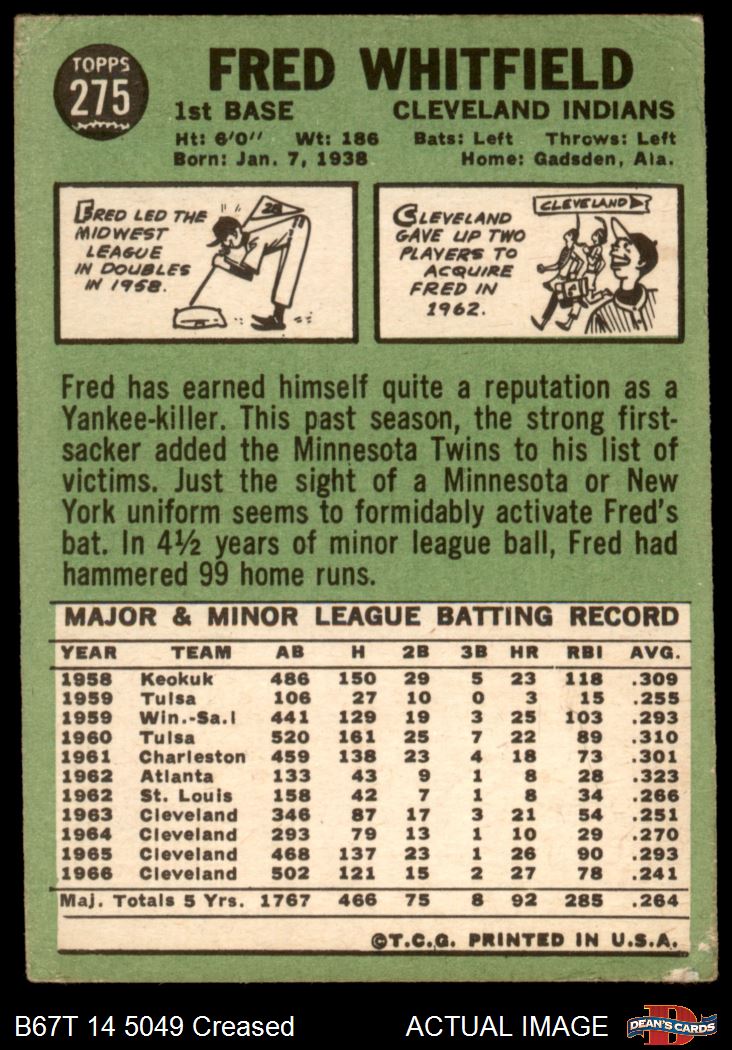 TOPPS
275
FRED WHITFIELD
1st BASE CLEVELAND INDIANS
Ht: 6'0" Wt: 186 Bats: Left Throws: Left
Born: Jan. 7, 1938 Home: Gadsden, Ala.
FRED LED THE
MIDWEST
LEAGUE
IN DOUBLES
IN 1958.
28
CLEVELAND
GAVE UP TWO
PLAYERS TO
ACQUIRE
FRED IN
1962.
CLEVELAND
Fred has earned himself quite a reputation as a
Yankee-killer. This past season, the strong first-
sacker added the Minnesota Twins to his list of
victims. Just the sight of a Minnesota or New
York uniform seems to formidably activate Fred's
bat. In 4½ years of minor league ball, Fred had
hammered 99 home runs.
MAJOR & MINOR LEAGUE BATTING RECORD
YEAR TEAM AB H 2B 3B HR RBI AVG.
1958 Keokuk 486 150 29 5 23 118 .309
1959 Tulsa 106 27 10 0 3 15 .255
1959 Win.-Sa.l 441 129 19 3 25 103 .293
1960 Tulsa 520 161 25 7 22 89 .310
1961 Charleston 459 138 23 4 18 73 .301
1962 Atlanta 133 43 9 1 8 28 .323
1962 St. Louis 158 42 7 1 8 34 .266
1963 Cleveland 346 87 17 3 21 54 .251
1964 Cleveland 293 79 13 1 10 29 .270
1965 Cleveland 468 137 23 1 26 90 .293
1966 Cleveland 502 121 15 2 27 78 .241
Maj. Totals 5 Yrs. 1767 466 75 8 92 285 .264
©T.C.G. PRINTED IN U.S.A.
B67T 14 5049 Creased ACTUAL IMAGE
D
DEAN'S CARDS